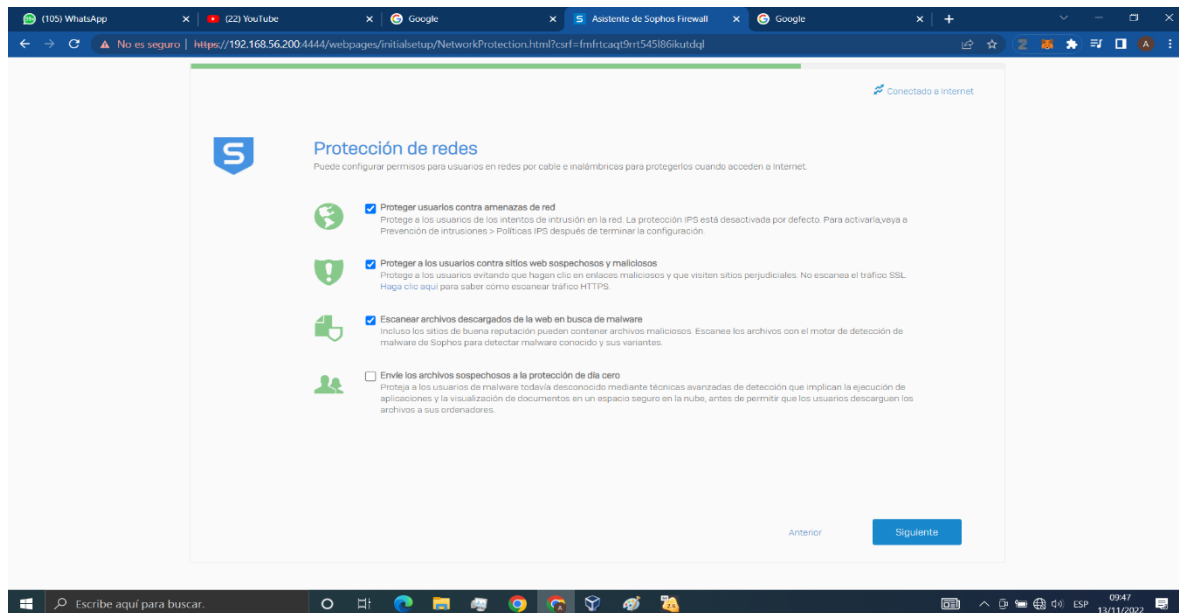 (105) WhatsApp
(22) YouTube
Google
Asistente de Sophos Firewall
Google
No es seguro | https://192.168.56.200:4444/webpages/initialsetup/NetworkProtection.html?csrf=fmfrtcaqt9rrt545l86ikutdql
Conectado a Internet
Protección de redes
Puede configurar permisos para usuarios en redes por cable e inalámbricas para protegerlos cuando acceden a Internet.
Proteger usuarios contra amenazas de red
Protege a los usuarios de los intentos de intrusión en la red. La protección IPS está desactivada por defecto. Para activarla,vaya a
Prevención de intrusiones > Políticas IPS después de terminar la configuración.
Proteger a los usuarios contra sitios web sospechosos y maliciosos
Protege a los usuarios evitando que hagan clic en enlaces maliciosos y que visiten sitios perjudiciales. No escanea el tráfico SSL.
Haga clic aquí para saber cómo escanear tráfico HTTPS.
Escanear archivos descargados de la web en busca de malware
Incluso los sitios de buena reputación pueden contener archivos maliciosos. Escanee los archivos con el motor de detección de
malware de Sophos para detectar malware conocido y sus variantes.
Envíe los archivos sospechosos a la protección de día cero
Proteja a los usuarios de malware todavía desconocido mediante técnicas avanzadas de detección que implican la ejecución de
aplicaciones y la visualización de documentos en un espacio seguro en la nube, antes de permitir que los usuarios descarguen los
archivos a sus ordenadores.
Anterior
Siguiente
Escribe aquí para buscar.
ESP
09:47
13/11/2022